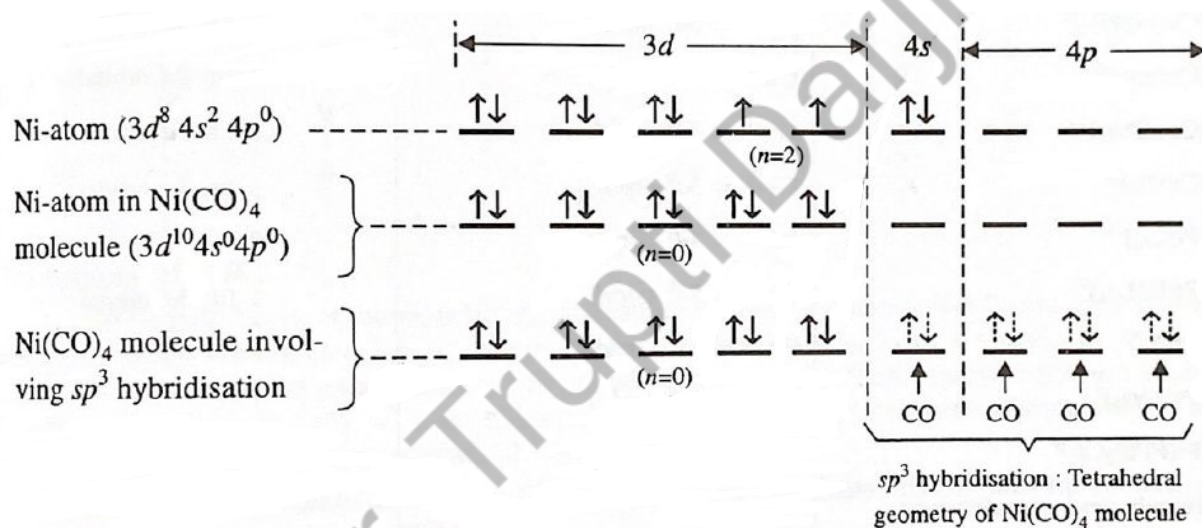 3d 4s 4p
Ni-atom (3d⁸ 4s² 4p⁰)
↑↓ ↑↓ ↑↓ ↑ ↑ ↑↓
(n=2)
Ni-atom in Ni(CO)₄
molecule (3d¹⁰4s⁰4p⁰)
↑↓ ↑↓ ↑↓ ↑↓ ↑↓
(n=0)
Ni(CO)₄ molecule invol-
ving sp³ hybridisation
↑↓ ↑↓ ↑↓ ↑↓ ↑↓ ↑↓ ↑↓ ↑↓ ↑↓
(n=0)
CO CO CO CO
sp³ hybridisation : Tetrahedral
geometry of Ni(CO)₄ molecule
Trupti Darji